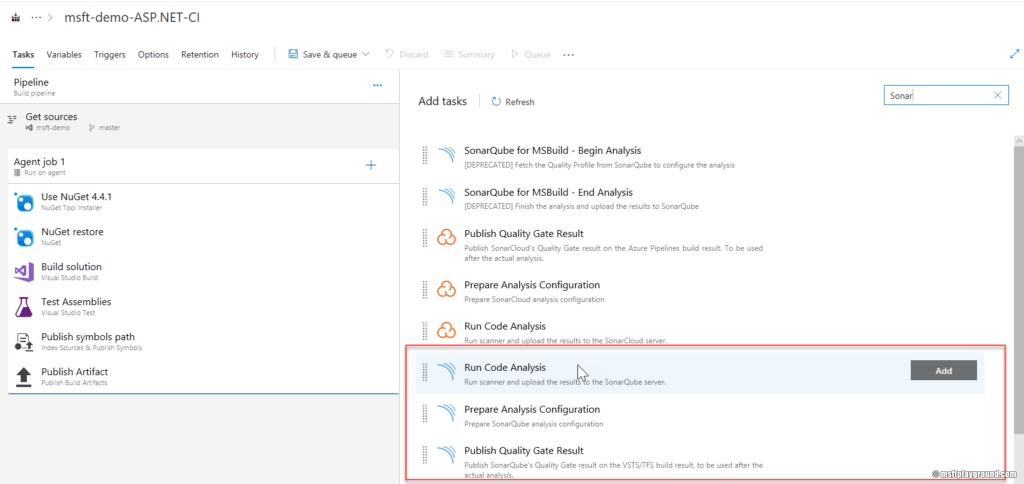 ··· > msft-demo-ASP.NET-CI
Tasks Variables Triggers Options Retention History Save & queue Discard Summary Queue ···
Pipeline
Build pipeline
···
Get sources
msft-demo master
Agent job 1
Run on agent
+
Use NuGet 4.4.1
NuGet Tool Installer
NuGet restore
NuGet
Build solution
Visual Studio Build
Test Assemblies
Visual Studio Test
Publish symbols path
Index Sources & Publish Symbols
Publish Artifact
Publish Build Artifacts
Add tasks Refresh
Sonar
SonarQube for MSBuild - Begin Analysis
[DEPRECATED] Fetch the Quality Profile from SonarQube to configure the analysis
SonarQube for MSBuild - End Analysis
[DEPRECATED] Finish the analysis and upload the results to SonarQube
Publish Quality Gate Result
Publish SonarCloud's Quality Gate result on the Azure Pipelines build result. To be used
after the actual analysis.
Prepare Analysis Configuration
Prepare SonarCloud analysis configuration
Run Code Analysis
Run scanner and upload the results to the SonarCloud server.
Run Code Analysis
Run scanner and upload the results to the SonarQube server.
Add
Prepare Analysis Configuration
Prepare SonarQube analysis configuration
Publish Quality Gate Result
Publish SonarQube's Quality Gate result on the VSTS/TFS build result, to be used after the
actual analysis.
© msftplayground.com